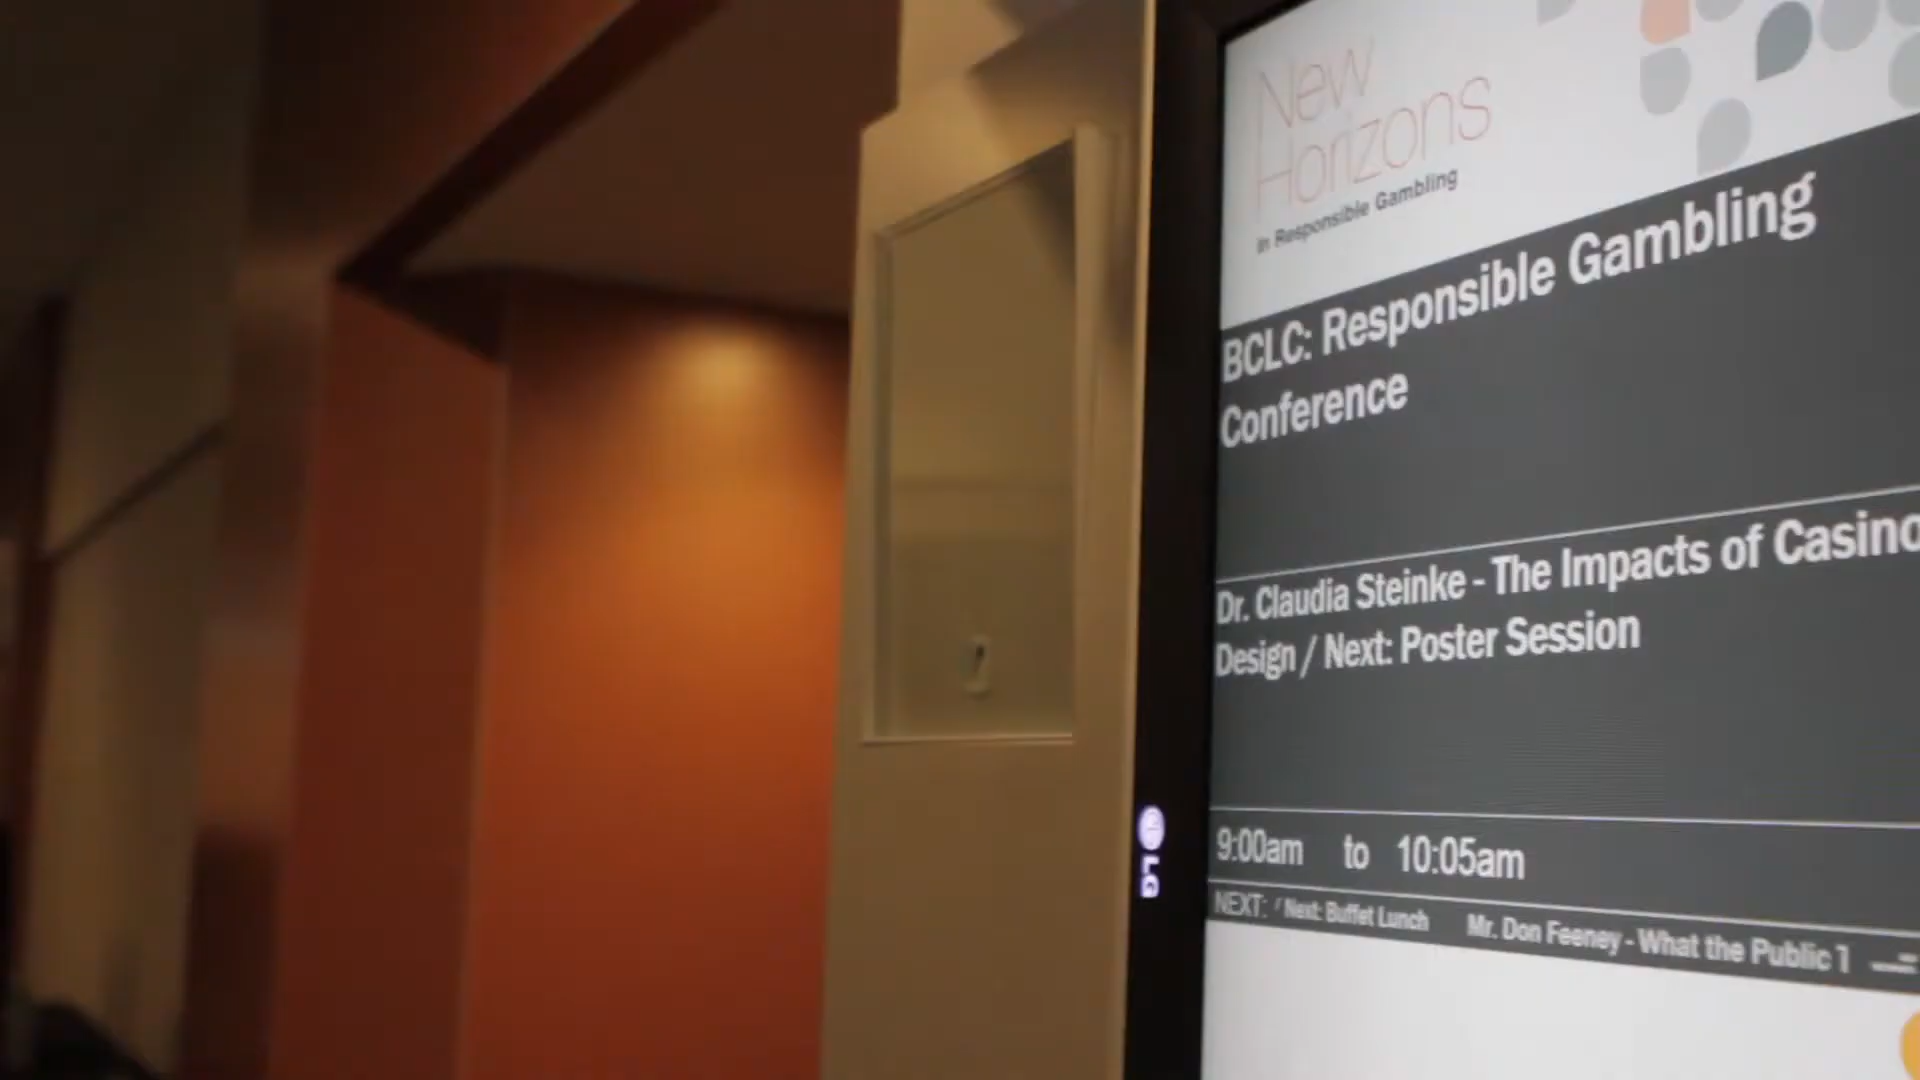 New
Horizons
In Responsible Gambling
BCLC: Responsible Gambling
Conference
Dr. Claudia Steinke - The Impacts of Casino
Design / Next: Poster Session
9:00am to 10:05am
NEXT: / Next: Buffet Lunch Mr. Don Feeney - What the Public
LG